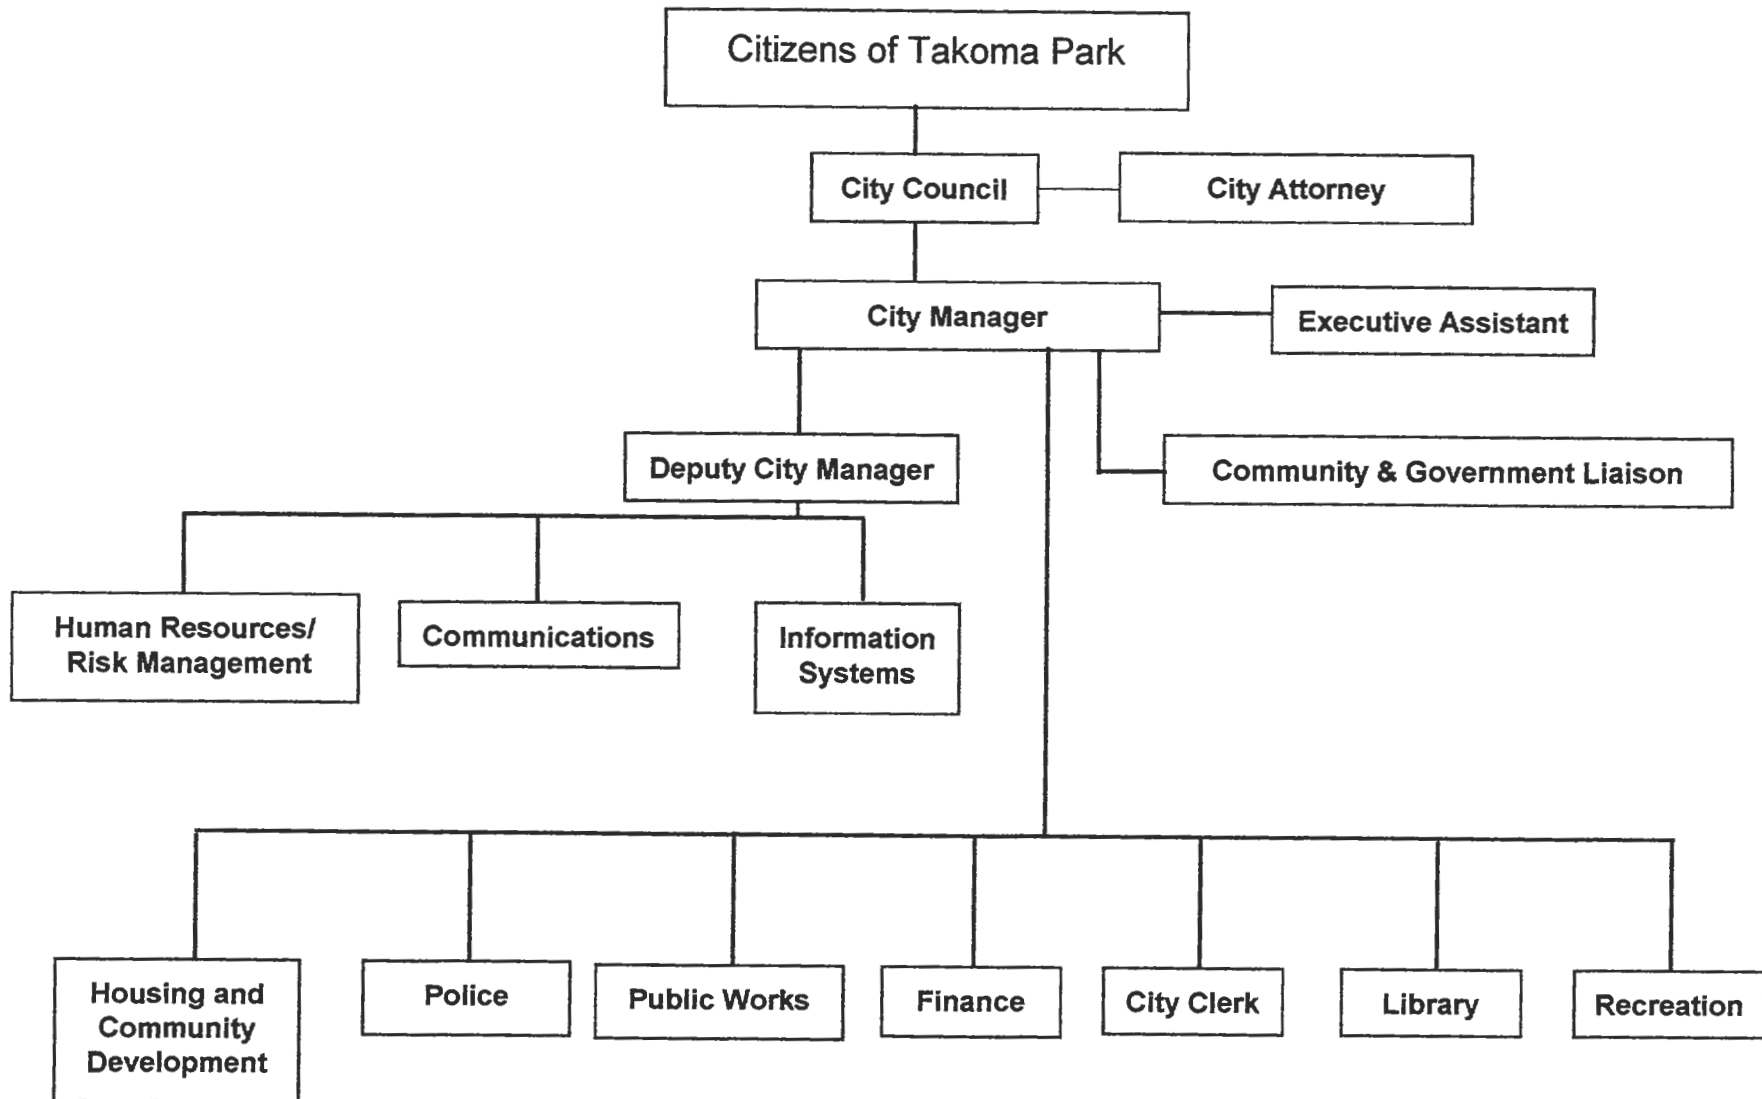 Citizens of Takoma Park
City Council
City Attorney
City Manager
Executive Assistant
Deputy City Manager
Community & Government Liaison
Human Resources/
Risk Management
Communications
Information
Systems
Housing and
Community
Development
Police
Public Works
Finance
City Clerk
Library
Recreation